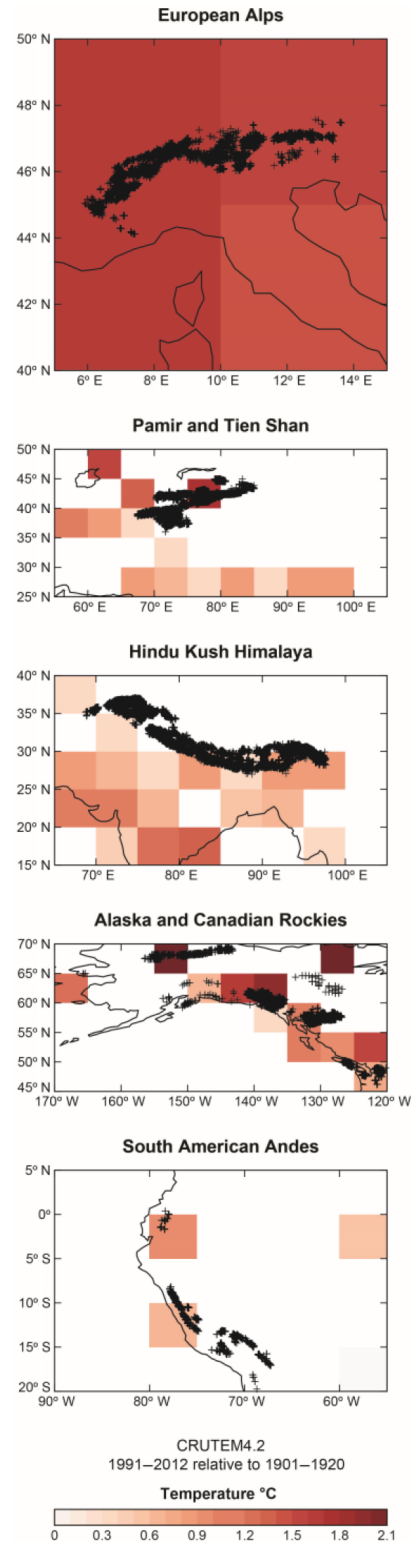 European Alps
50° N
48° N
46° N
44° N
42° N
40° N
6° E 8° E 10° E 12° E 14° E
Pamir and Tien Shan
50° N
45° N
40° N
35° N
30° N
25° N
60° E 70° E 80° E 90° E 100° E
Hindu Kush Himalaya
40° N
35° N
30° N
25° N
20° N
15° N
70° E 80° E 90° E 100° E
Alaska and Canadian Rockies
70° N
65° N
60° N
55° N
50° N
45 N
170° W 160° W 150° W 140° W 130° W 120° W
South American Andes
5° N
0°
5° S
10° S
15° S
20° S
90° W 80° W 70° W 60° W
CRUTEM4.2
1991–2012 relative to 1901–1920
Temperature °C
0 0.3 0.6 0.9 1.2 1.5 1.8 2.1